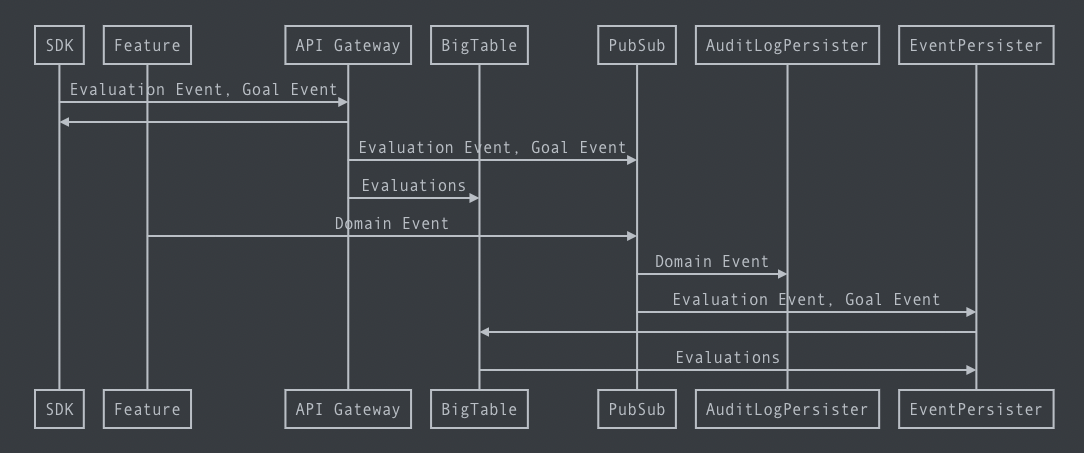 SDK
Feature
API Gateway
BigTable
PubSub
AuditLogPersister
EventPersister
Evaluation Event, Goal Event
Evaluation Event, Goal Event
Evaluations
Domain Event
Domain Event
Evaluation Event, Goal Event
Evaluations
SDK
Feature
API Gateway
BigTable
PubSub
AuditLogPersister
EventPersister